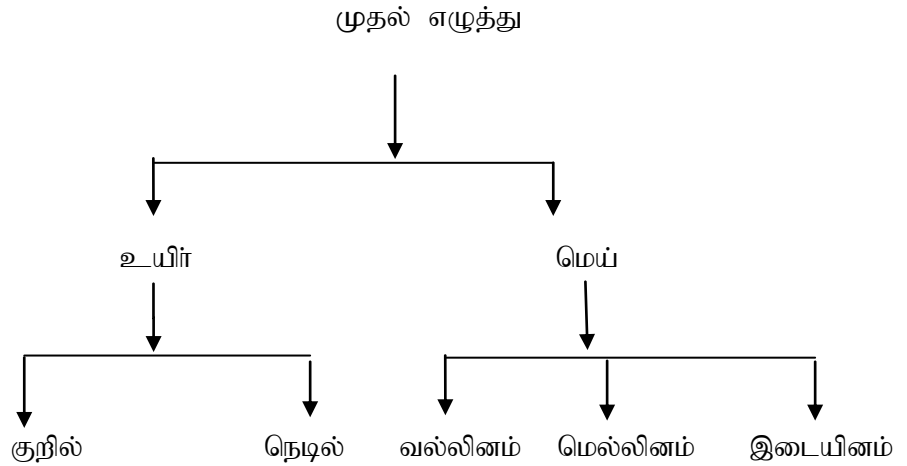 முதல் எழுத்து
உயிர் மெய்
குறில் நெடில் வல்லினம் மெல்லினம் இடையினம்